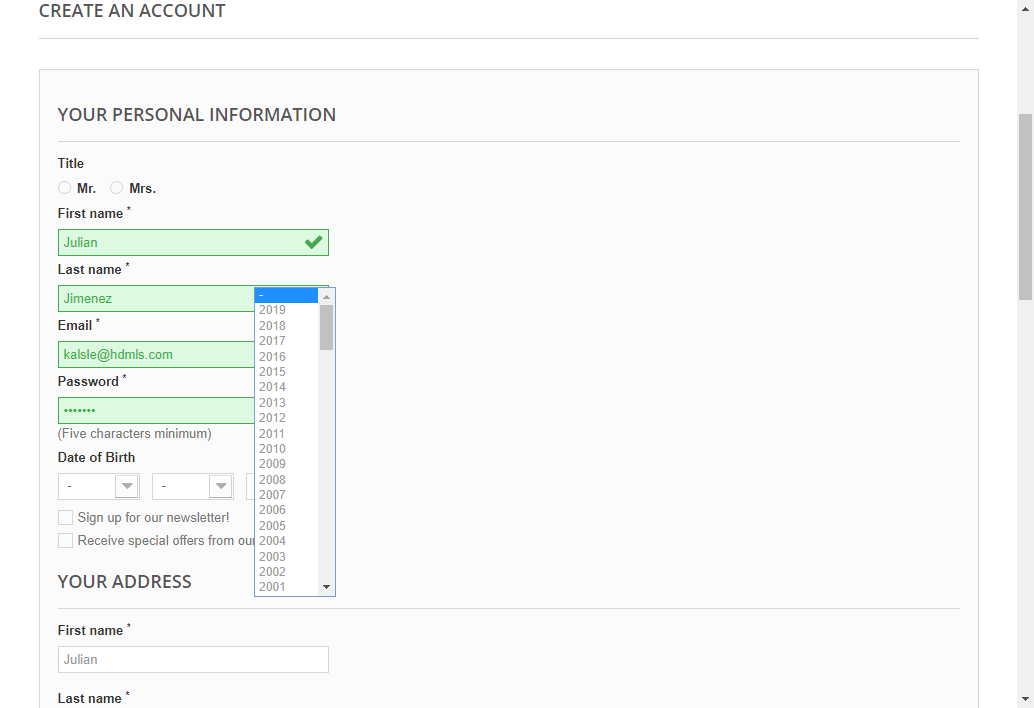 CREATE AN ACCOUNT
YOUR PERSONAL INFORMATION
Title
Mr. Mrs.
First name *
Julian
Last name *
Jimenez
Email *
kalsle@hdmls.com
Password *
•••••••
(Five characters minimum)
Date of Birth
- -
-
2019
2018
2017
2016
2015
2014
2013
2012
2011
2010
2009
2008
2007
2006
2005
2004
2003
2002
2001
Sign up for our newsletter!
Receive special offers from our
YOUR ADDRESS
First name *
Julian
Last name *